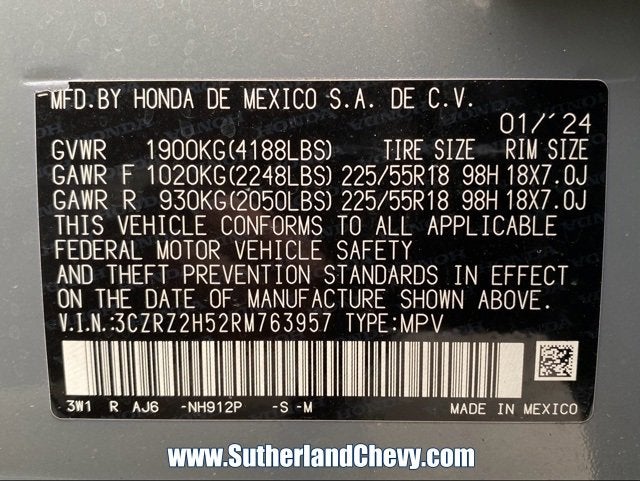 MFD.BY HONDA DE MEXICO S.A. DE C.V.
01/'24
GVWR 1900KG(4188LBS) TIRE SIZE RIM SIZE
GAWR F 1020KG(2248LBS) 225/55R18 98H 18X7.0J
GAWR R 930KG(2050LBS) 225/55R18 98H 18X7.0J
THIS VEHICLE CONFORMS TO ALL APPLICABLE
FEDERAL MOTOR VEHICLE SAFETY
AND THEFT PREVENTION STANDARDS IN EFFECT
ON THE DATE OF MANUFACTURE SHOWN ABOVE.
V.I.N.:3CZRZ2H52RM763957 TYPE:MPV
3W1 R AJ6 -NH912P -S -M MADE IN MEXICO
www.SutherlandChevy.com